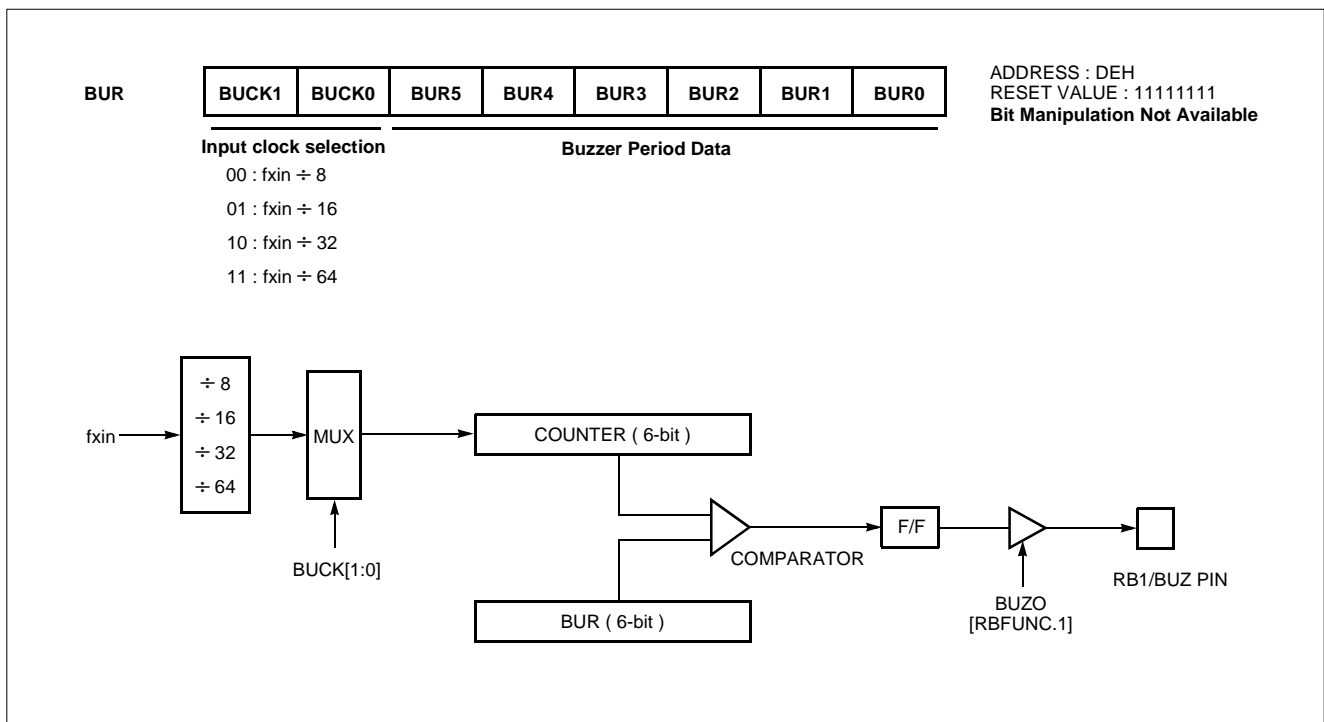 BUR
BUCK1 BUCK0 BUR5 BUR4 BUR3 BUR2 BUR1 BUR0
ADDRESS : DEH
RESET VALUE : 11111111
Bit Manipulation Not Available
Input clock selection
Buzzer Period Data
00 : fxin ÷ 8
01 : fxin ÷ 16
10 : fxin ÷ 32
11 : fxin ÷ 64
fxin
÷ 8
÷ 16
÷ 32
÷ 64
MUX
BUCK[1:0]
COUNTER ( 6-bit )
BUR ( 6-bit )
COMPARATOR
F/F
BUZO
[RBFUNC.1]
RB1/BUZ PIN